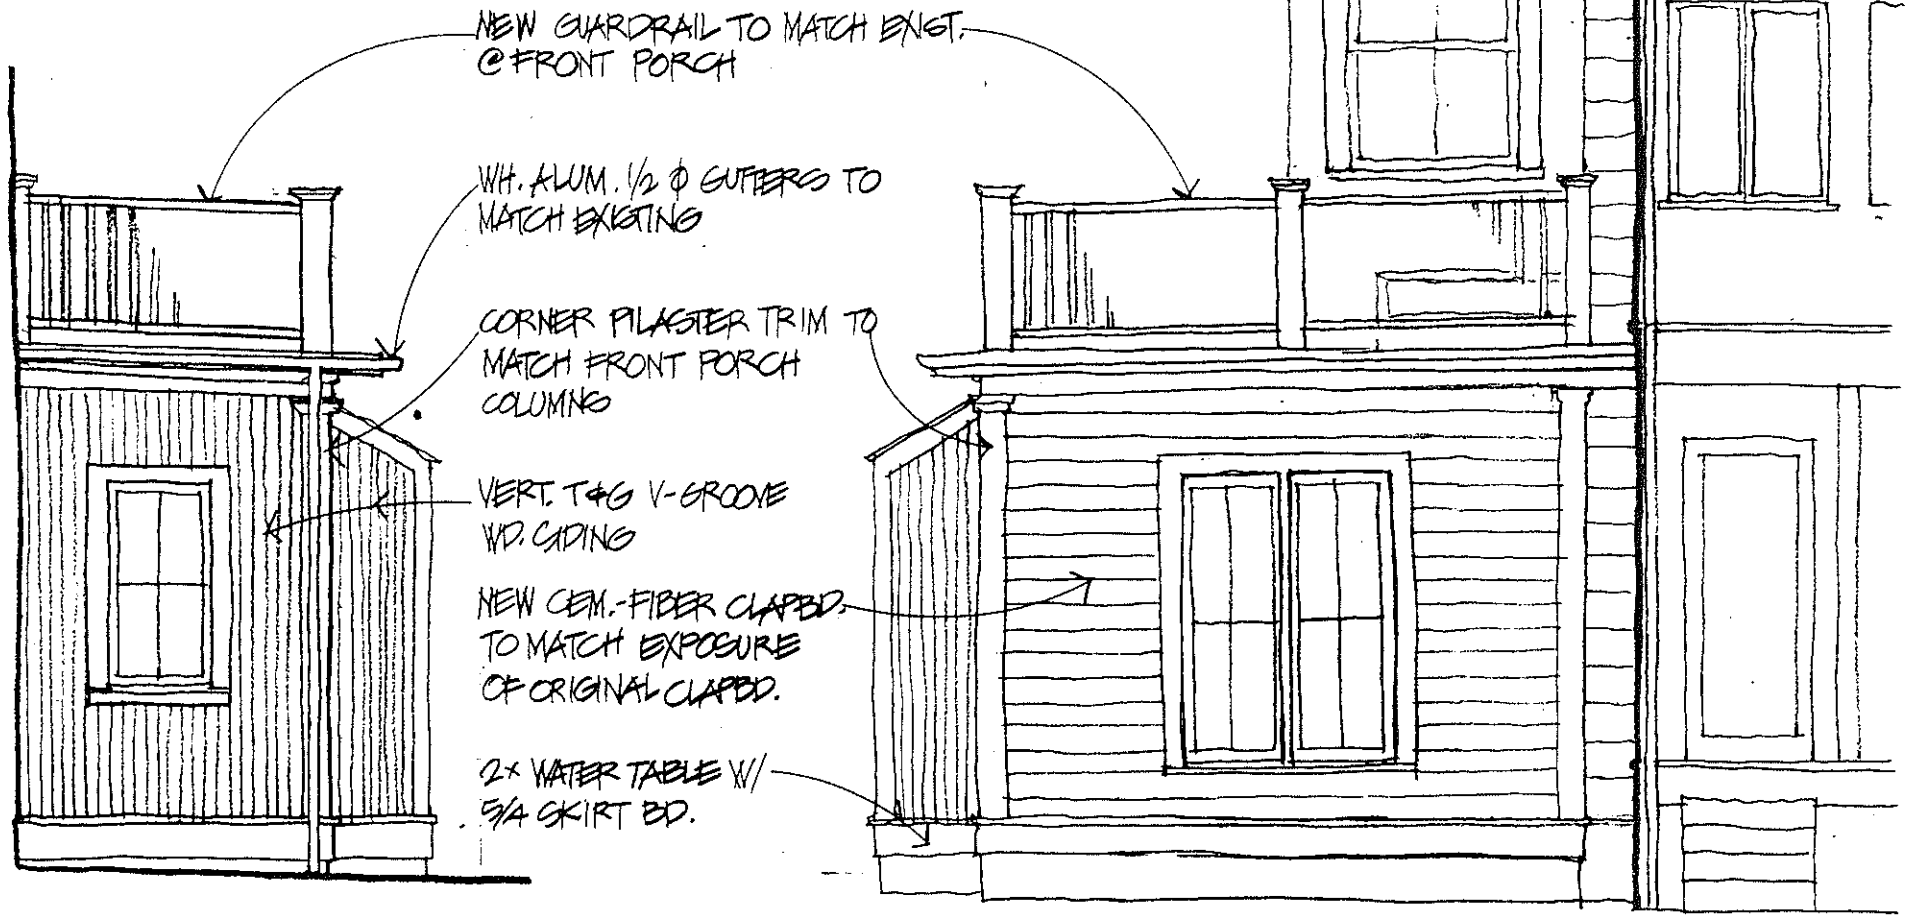 NEW GUARDRAIL TO MATCH EXIST.
@ FRONT PORCH
WH. ALUM. 1/2 Φ GUTTERS TO
MATCH EXISTING
CORNER PILASTER TRIM TO
MATCH FRONT PORCH
COLUMNS
VERT. T&G V-GROOVE
WD. SIDING
NEW CEM.-FIBER CLAPBD.
TO MATCH EXPOSURE
OF ORIGINAL CLAPBD.
2x WATER TABLE W/
5/4 SKIRT BD.